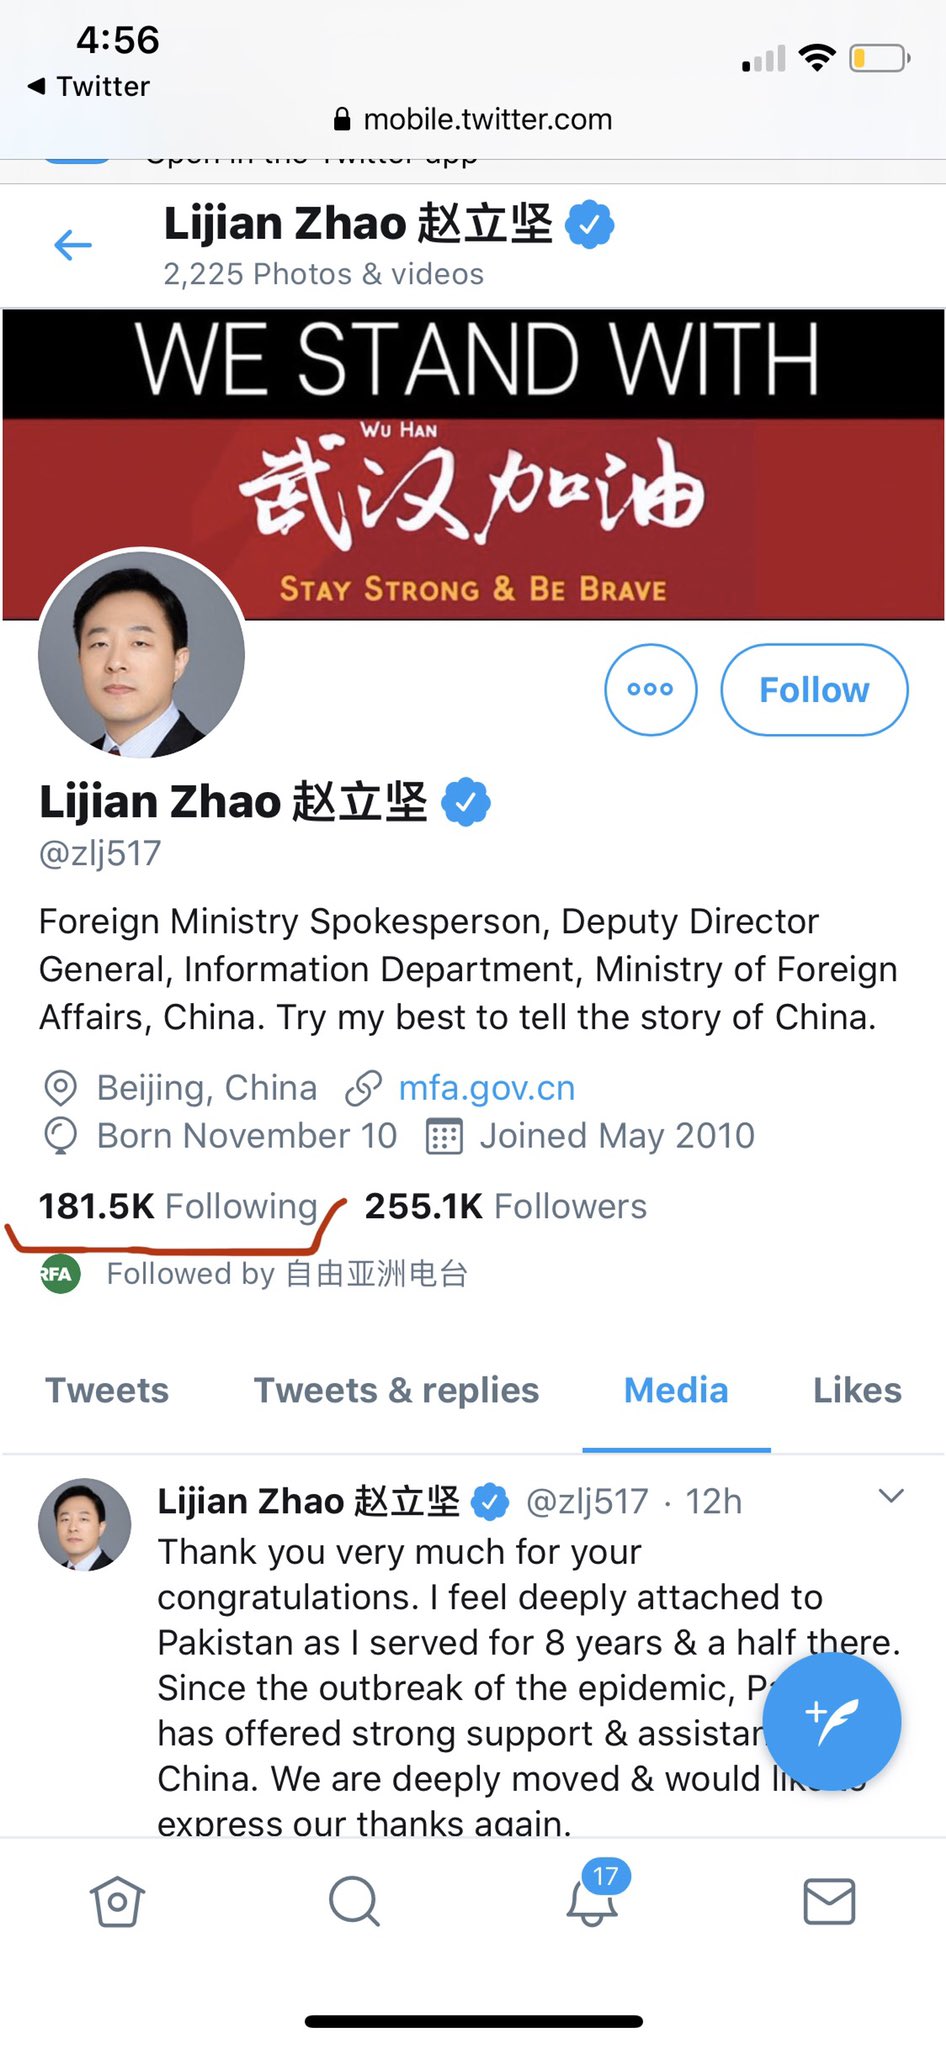 4:56
Twitter
mobile.twitter.com
Open in the Twitter app
Lijian Zhao 赵立坚
2,225 Photos & videos
WE STAND WITH
WU HAN
武汉加油
STAY STRONG & BE BRAVE
Follow
Lijian Zhao 赵立坚
@zlj517
Foreign Ministry Spokesperson, Deputy Director
General, Information Department, Ministry of Foreign
Affairs, China. Try my best to tell the story of China.
Beijing, China mfa.gov.cn
Born November 10 Joined May 2010
181.5K Following 255.1K Followers
RFA Followed by 自由亚洲电台
Tweets Tweets & replies Media Likes
Lijian Zhao 赵立坚 @zlj517 · 12h
Thank you very much for your
congratulations. I feel deeply attached to
Pakistan as I served for 8 years & a half there.
Since the outbreak of the epidemic,
has offered strong support &
China. We are deeply moved & would
express our thanks again.
17